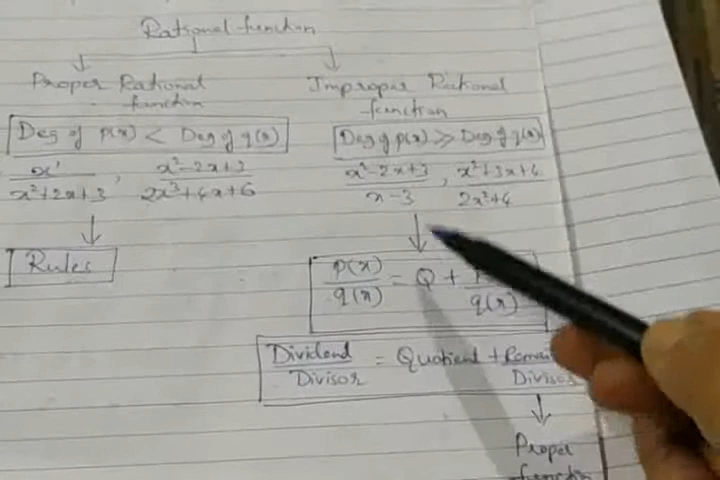 Rational function
Proper Rational
function
Deg of p(x) < Deg of q(x)
x¹/x²+2x+3 , x²-2x+3/2x³+4x+6
Rules
Improper Rational
function
Deg of p(x) ≥ Deg of q(x)
x²-2x+3/x-3 , x²+3x+6/2x²+4
p(x)/q(x) = Q + /q(x)
Dividend/Divisor = Quotient + /Divisor
Proper
function